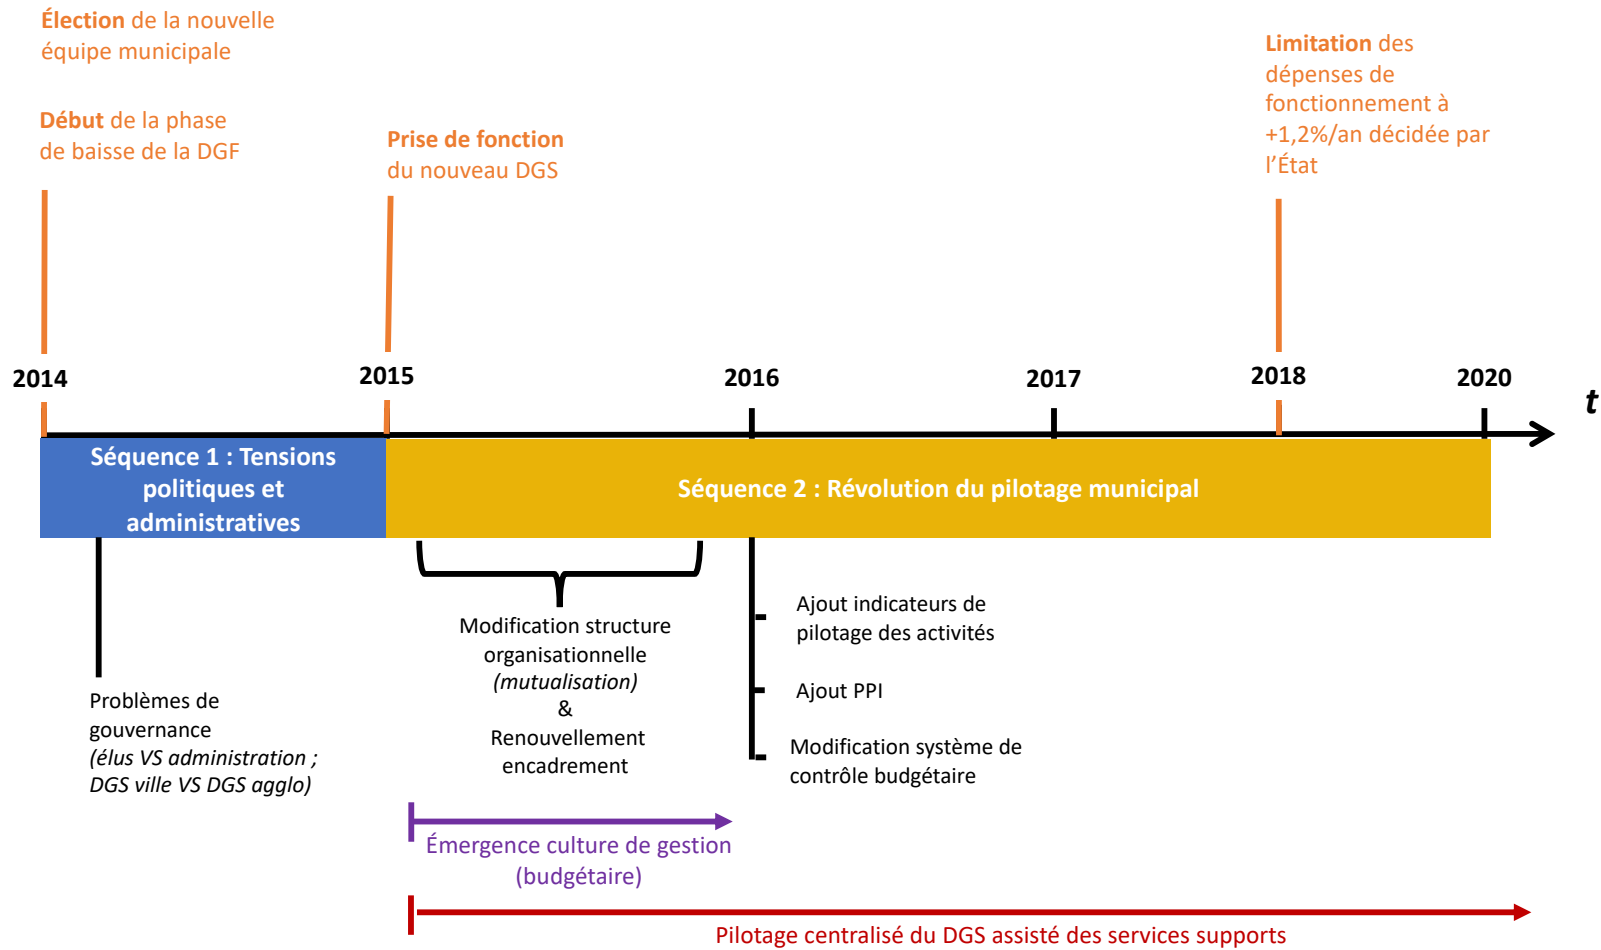 Élection de la nouvelle
équipe municipale
Début de la phase
de baisse de la DGF
Prise de fonction
du nouveau DGS
Limitation des
dépenses de
fonctionnement à
+1,2%/an décidée par
l'État
2014
2015
2016
2017
2018
2020
t
Séquence 1 : Tensions
politiques et
administratives
Séquence 2 : Révolution du pilotage municipal
Problèmes de
gouvernance
(élus VS administration ;
DGS ville VS DGS agglo)
Modification structure
organisationnelle
(mutualisation)
&
Renouvellement
encadrement
Ajout indicateurs de
pilotage des activités
Ajout PPI
Modification système de
contrôle budgétaire
Émergence culture de gestion
(budgétaire)
Pilotage centralisé du DGS assisté des services supports